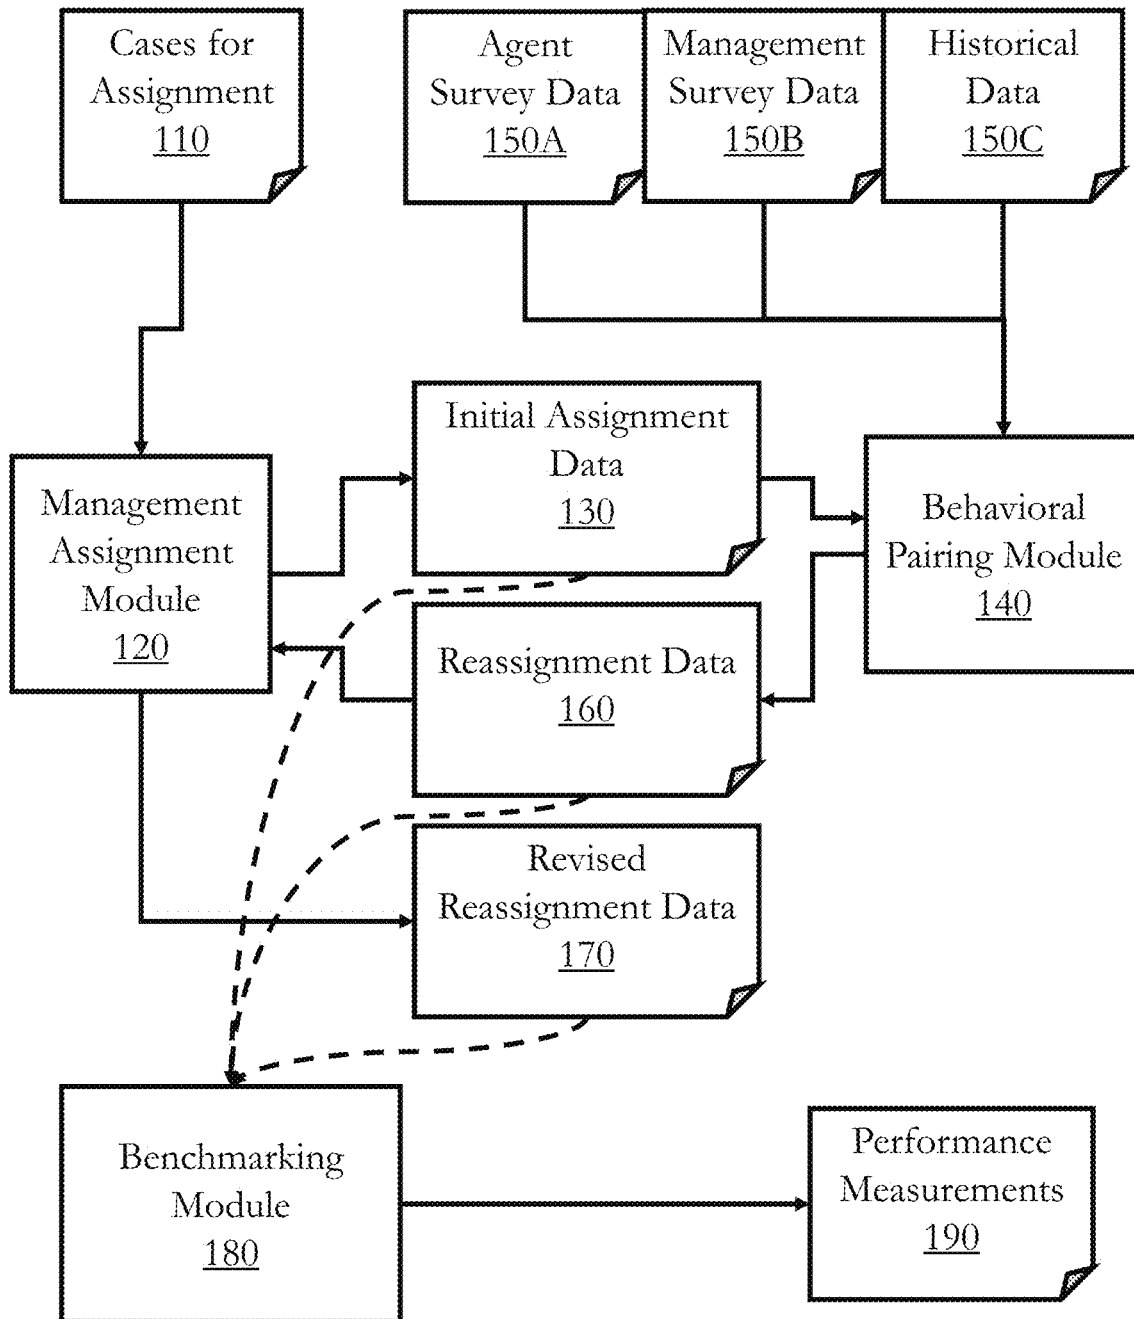 Cases for
Assignment
110
Agent
Survey Data
150A
Management
Survey Data
150B
Historical
Data
150C
Initial Assignment
Data
130
Management
Assignment
Module
120
Behavioral
Pairing Module
140
Reassignment Data
160
Revised
Reassignment Data
170
Benchmarking
Module
180
Performance
Measurements
190